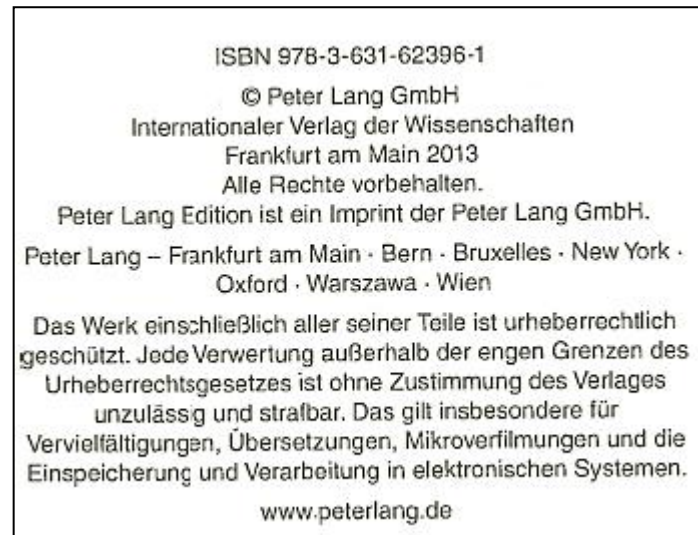 ISBN 978-3-631-62396-1
© Peter Lang GmbH
Internationaler Verlag der Wissenschaften
Frankfurt am Main 2013
Alle Rechte vorbehalten.
Peter Lang Edition ist ein Imprint der Peter Lang GmbH.
Peter Lang – Frankfurt am Main · Bern · Bruxelles · New York ·
Oxford · Warszawa · Wien
Das Werk einschließlich aller seiner Teile ist urheberrechtlich
geschützt. Jede Verwertung außerhalb der engen Grenzen des
Urheberrechtsgesetzes ist ohne Zustimmung des Verlages
unzulässig und strafbar. Das gilt insbesondere für
Vervielfältigungen, Übersetzungen, Mikroverfilmungen und die
Einspeicherung und Verarbeitung in elektronischen Systemen.
www.peterlang.de